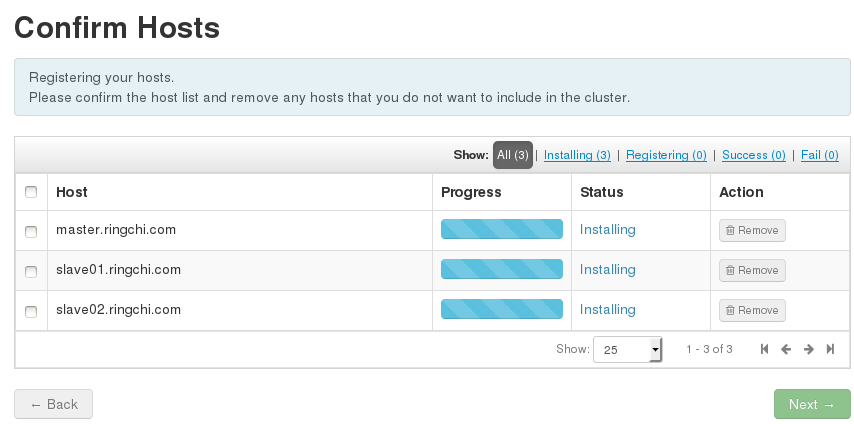 Confirm Hosts
Registering your hosts.
Please confirm the host list and remove any hosts that you do not want to include in the cluster.
Show: All (3) | Installing (3) | Registering (0) | Success (0) | Fail (0)
Host Progress Status Action
master.ringchi.com Installing Remove
slave01.ringchi.com Installing Remove
slave02.ringchi.com Installing Remove
Show: 25 1 - 3 of 3
← Back Next →